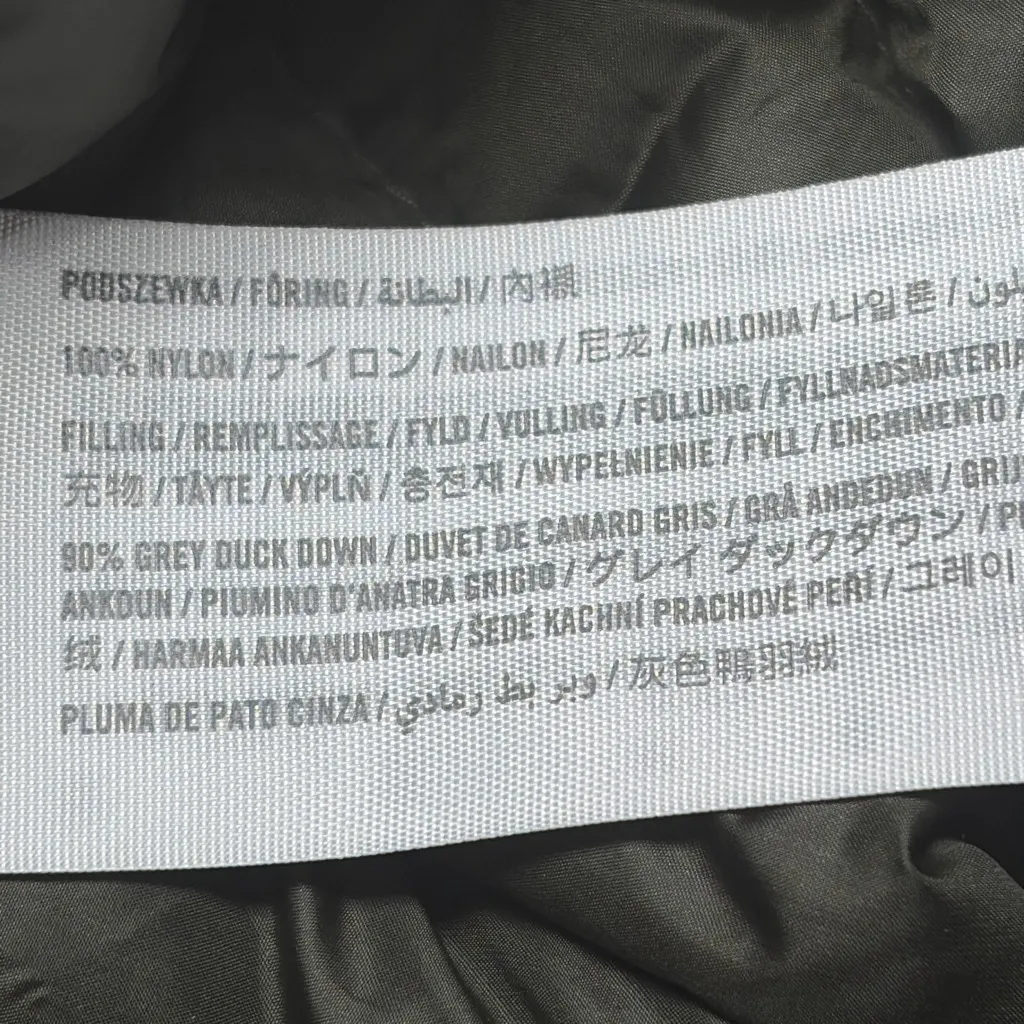 PODSZEWKA / FÔRING / البطانة / 內襯
100% NYLON / ナイロン / NAILON / 尼龙 / NAILONIA / 나일론 /
FILLING / REMPLISSAGE / FYLD / VULLING / FÜLLUNG / FYLLNADSMATERIA
充物 / TÄYTE / VÝPLŇ / 충전재 / WYPEŁNIENIE / FYLL / ENCHIMENTO /
90% GREY DUCK DOWN / DUVET DE CANARD GRIS / GRÅ ANDEDUN / GRIJ
ANKDUN / PIUMINO D'ANATRA GRIGIO / グレイ ダックダウン /
绒 / HARMAA ANKANUNTUVA / ŠEDÉ KACHNÍ PRACHOVÉ PEŘÍ / 그레이
PLUMA DE PATO CINZA / وبر بط رمادي / 灰色鴨羽絨